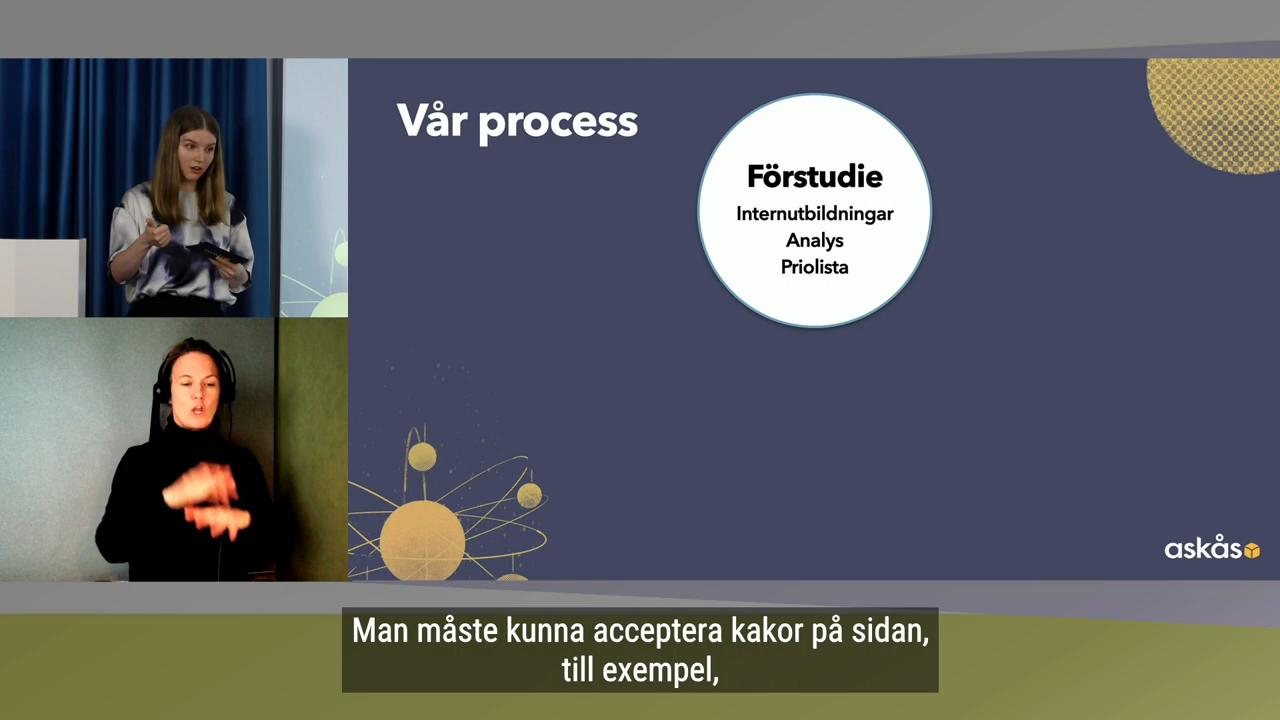 Vår process
Förstudie
Internutbildningar
Analys
Priolista
askås
Man måste kunna acceptera kakor på sidan,
till exempel,